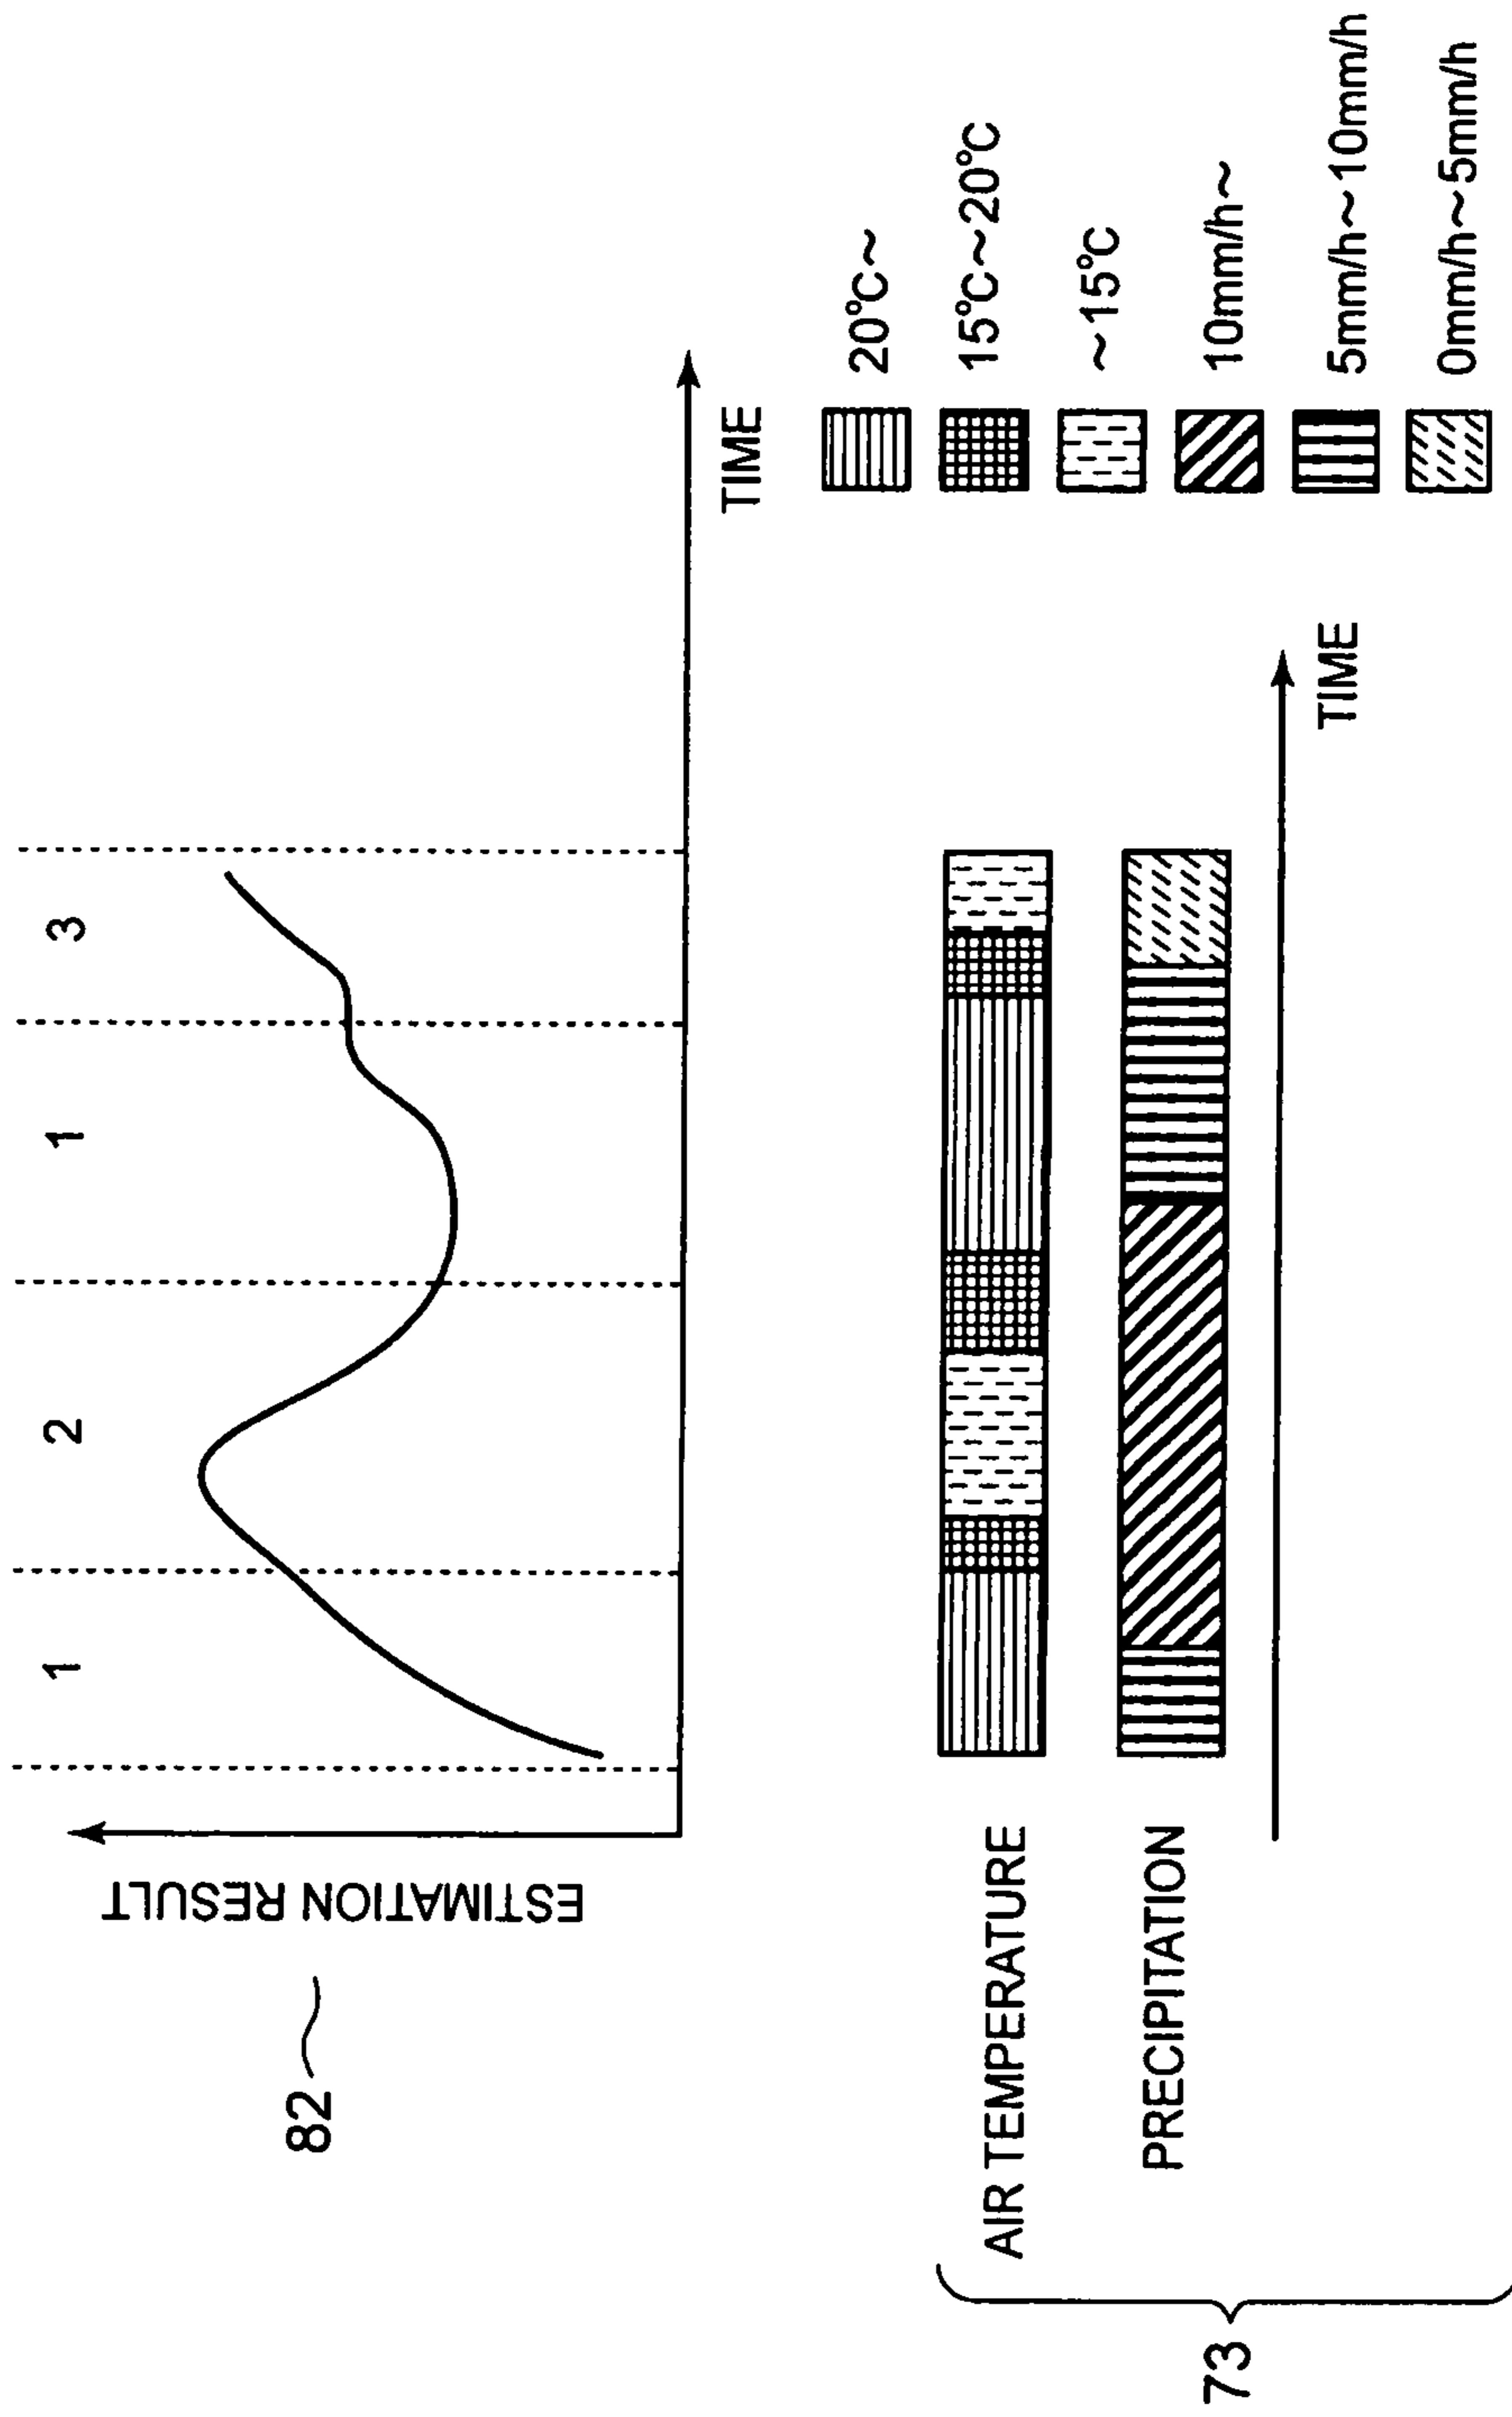 82
ESTIMATION RESULT
1
2
1
3
TIME
73
AIR TEMPERATURE
PRECIPITATION
TIME
20°C～
15°C～20°C
～15°C
10mm/h～
5mm/h～10mm/h
0mm/h～5mm/h